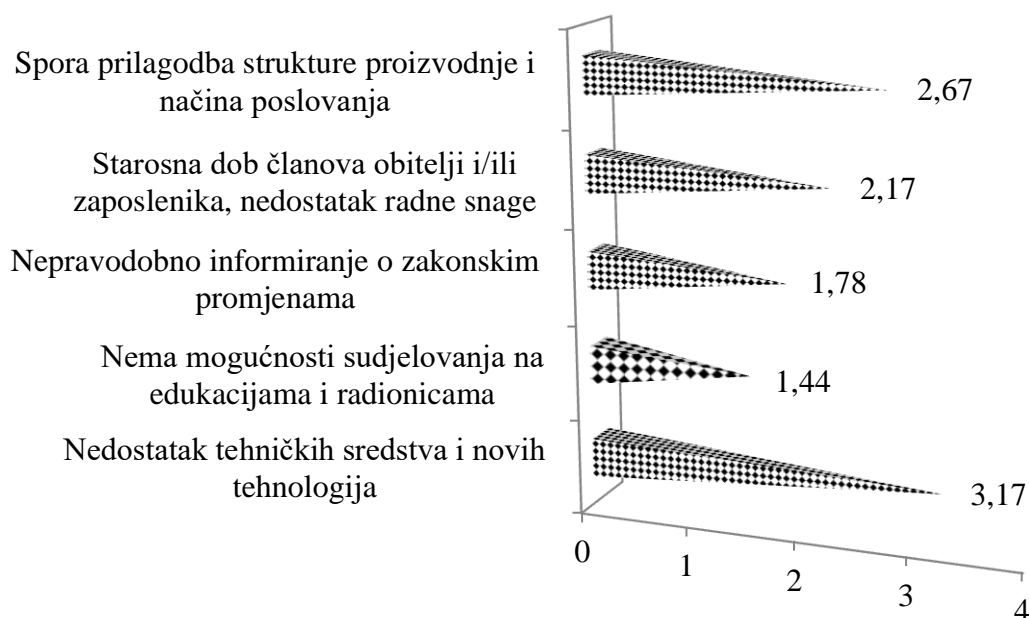 Spora prilagodba strukture proizvodnje i
načina poslovanja
2,67
Starosna dob članova obitelji i/ili
zaposlenika, nedostatak radne snage
2,17
Nepravodobno informiranje o zakonskim
promjenama
1,78
Nema mogućnosti sudjelovanja na
edukacijama i radionicama
1,44
Nedostatak tehničkih sredstva i novih
tehnologija
3,17
0
1
2
3
4